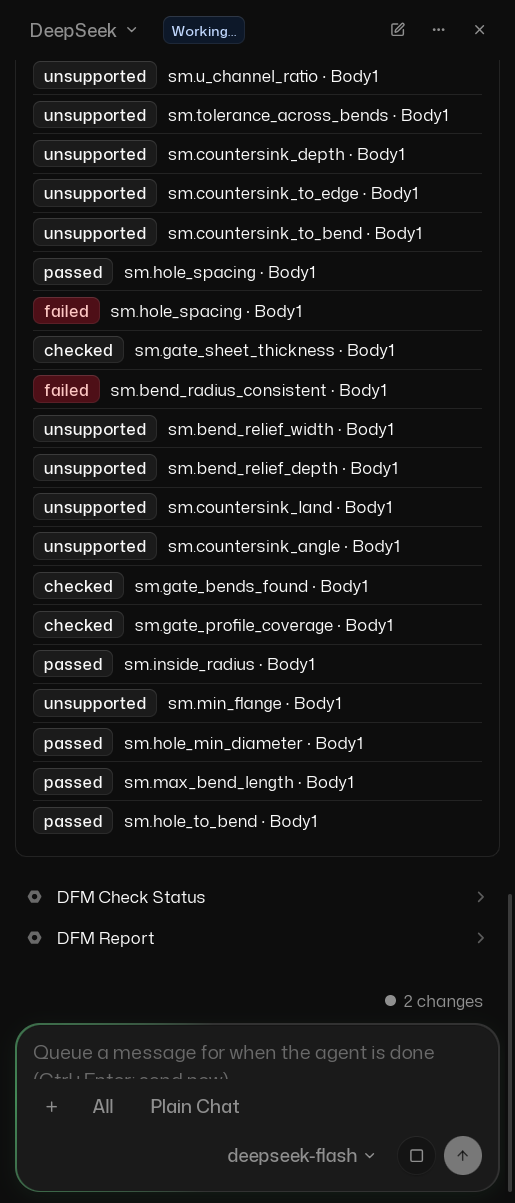 DeepSeek Working...
unsupported sm.u_channel_ratio · Body1
unsupported sm.tolerance_across_bends · Body1
unsupported sm.countersink_depth · Body1
unsupported sm.countersink_to_edge · Body1
unsupported sm.countersink_to_bend · Body1
passed sm.hole_spacing · Body1
failed sm.hole_spacing · Body1
checked sm.gate_sheet_thickness · Body1
failed sm.bend_radius_consistent · Body1
unsupported sm.bend_relief_width · Body1
unsupported sm.bend_relief_depth · Body1
unsupported sm.countersink_land · Body1
unsupported sm.countersink_angle · Body1
checked sm.gate_bends_found · Body1
checked sm.gate_profile_coverage · Body1
passed sm.inside_radius · Body1
unsupported sm.min_flange · Body1
passed sm.hole_min_diameter · Body1
passed sm.max_bend_length · Body1
passed sm.hole_to_bend · Body1
DFM Check Status
DFM Report
2 changes
Queue a message for when the agent is done
(Ctrl+Enter: send now)
All Plain Chat
deepseek-flash